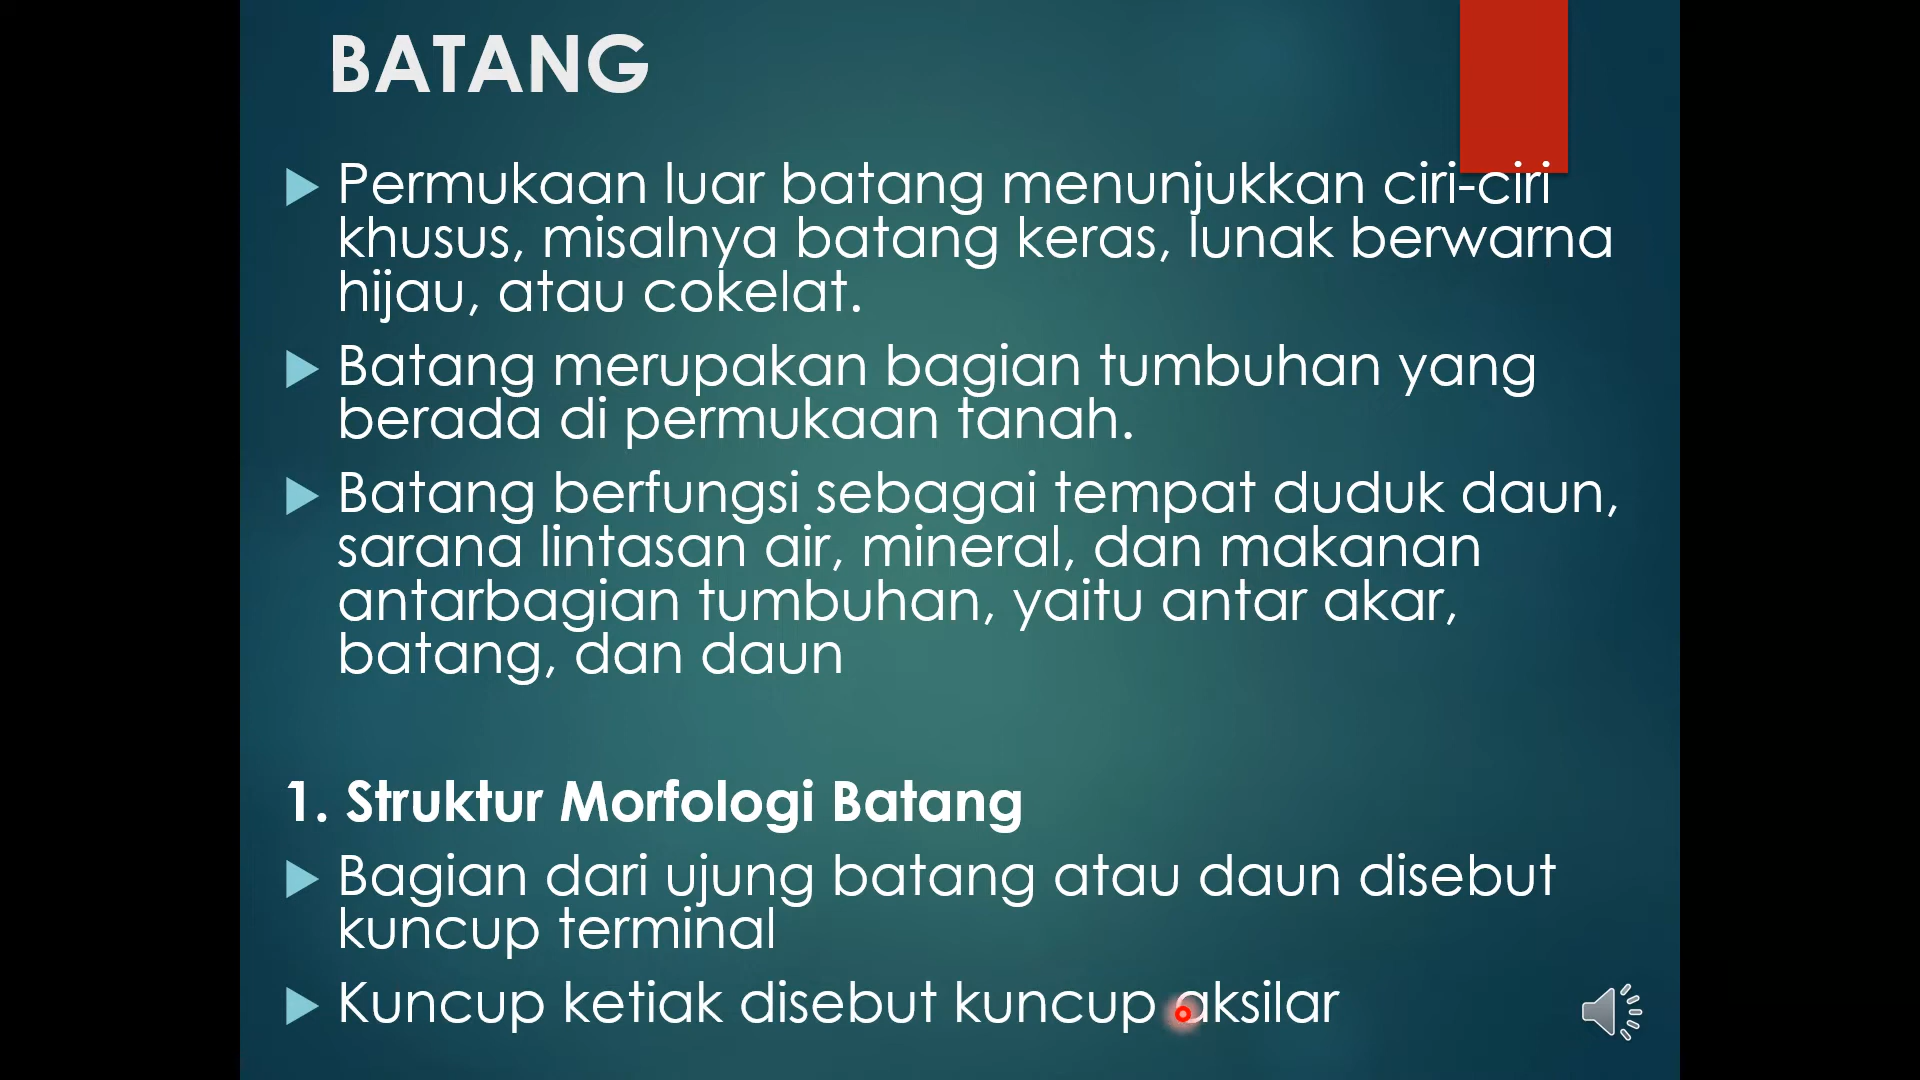 BATANG
Permukaan luar batang menunjukkan ciri-ciri
khusus, misalnya batang keras, lunak berwarna
hijau, atau cokelat.
Batang merupakan bagian tumbuhan yang
berada di permukaan tanah.
Batang berfungsi sebagai tempat duduk daun,
sarana lintasan air, mineral, dan makanan
antarbagian tumbuhan, yaitu antar akar,
batang, dan daun
1. Struktur Morfologi Batang
Bagian dari ujung batang atau daun disebut
kuncup terminal
Kuncup ketiak disebut kuncup aksilar